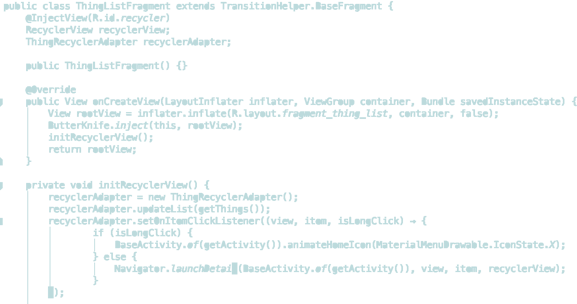 public class ThingListFragment extends TransitionHelper.BaseFragment {
@InjectView(R.id.recycler)
RecyclerView recyclerView;
ThingRecyclerAdapter recyclerAdapter;
public ThingListFragment() {}
@Override
public View onCreateView(LayoutInflater inflater, ViewGroup container, Bundle savedInstanceState) {
View rootView = inflater.inflate(R.layout.fragment_thing_list, container, false);
ButterKnife.inject(this, rootView);
initRecyclerView();
return rootView;
}
private void initRecyclerView() {
recyclerAdapter = new ThingRecyclerAdapter();
recyclerAdapter.updateList(getThings());
recyclerAdapter.setOnItemClickListener((view, item, isLongClick) → {
if (isLongClick) {
BaseActivity.of(getActivity()).animateHomeIcon(MaterialMenuDrawable.IconState.X);
} else {
Navigator.launchDetail(BaseActivity.of(getActivity()), view, item, recyclerView);
}
});